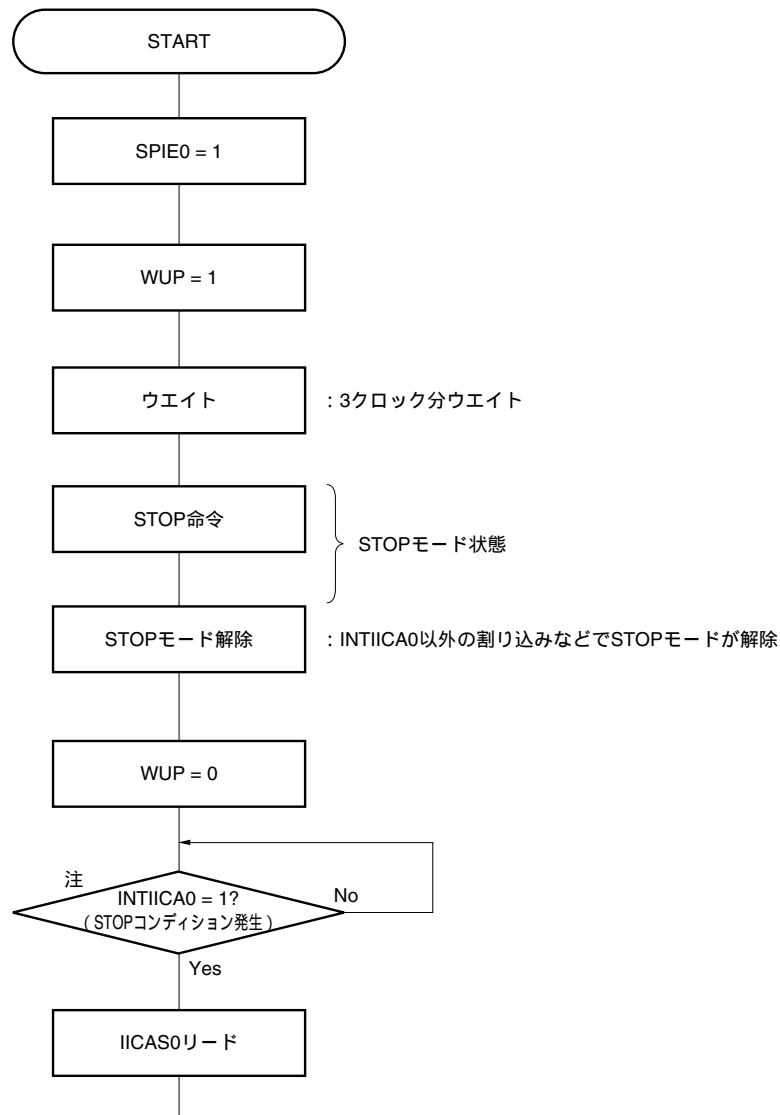 START
SPIE0 = 1
WUP = 1
ウエイト
：3クロック分ウエイト
STOP命令
STOPモード状態
STOPモード解除
：INTIICA0以外の割り込みなどでSTOPモードが解除
WUP = 0
注
INTIICA0 = 1?
（STOPコンディション発生）
No
Yes
IICAS0リード